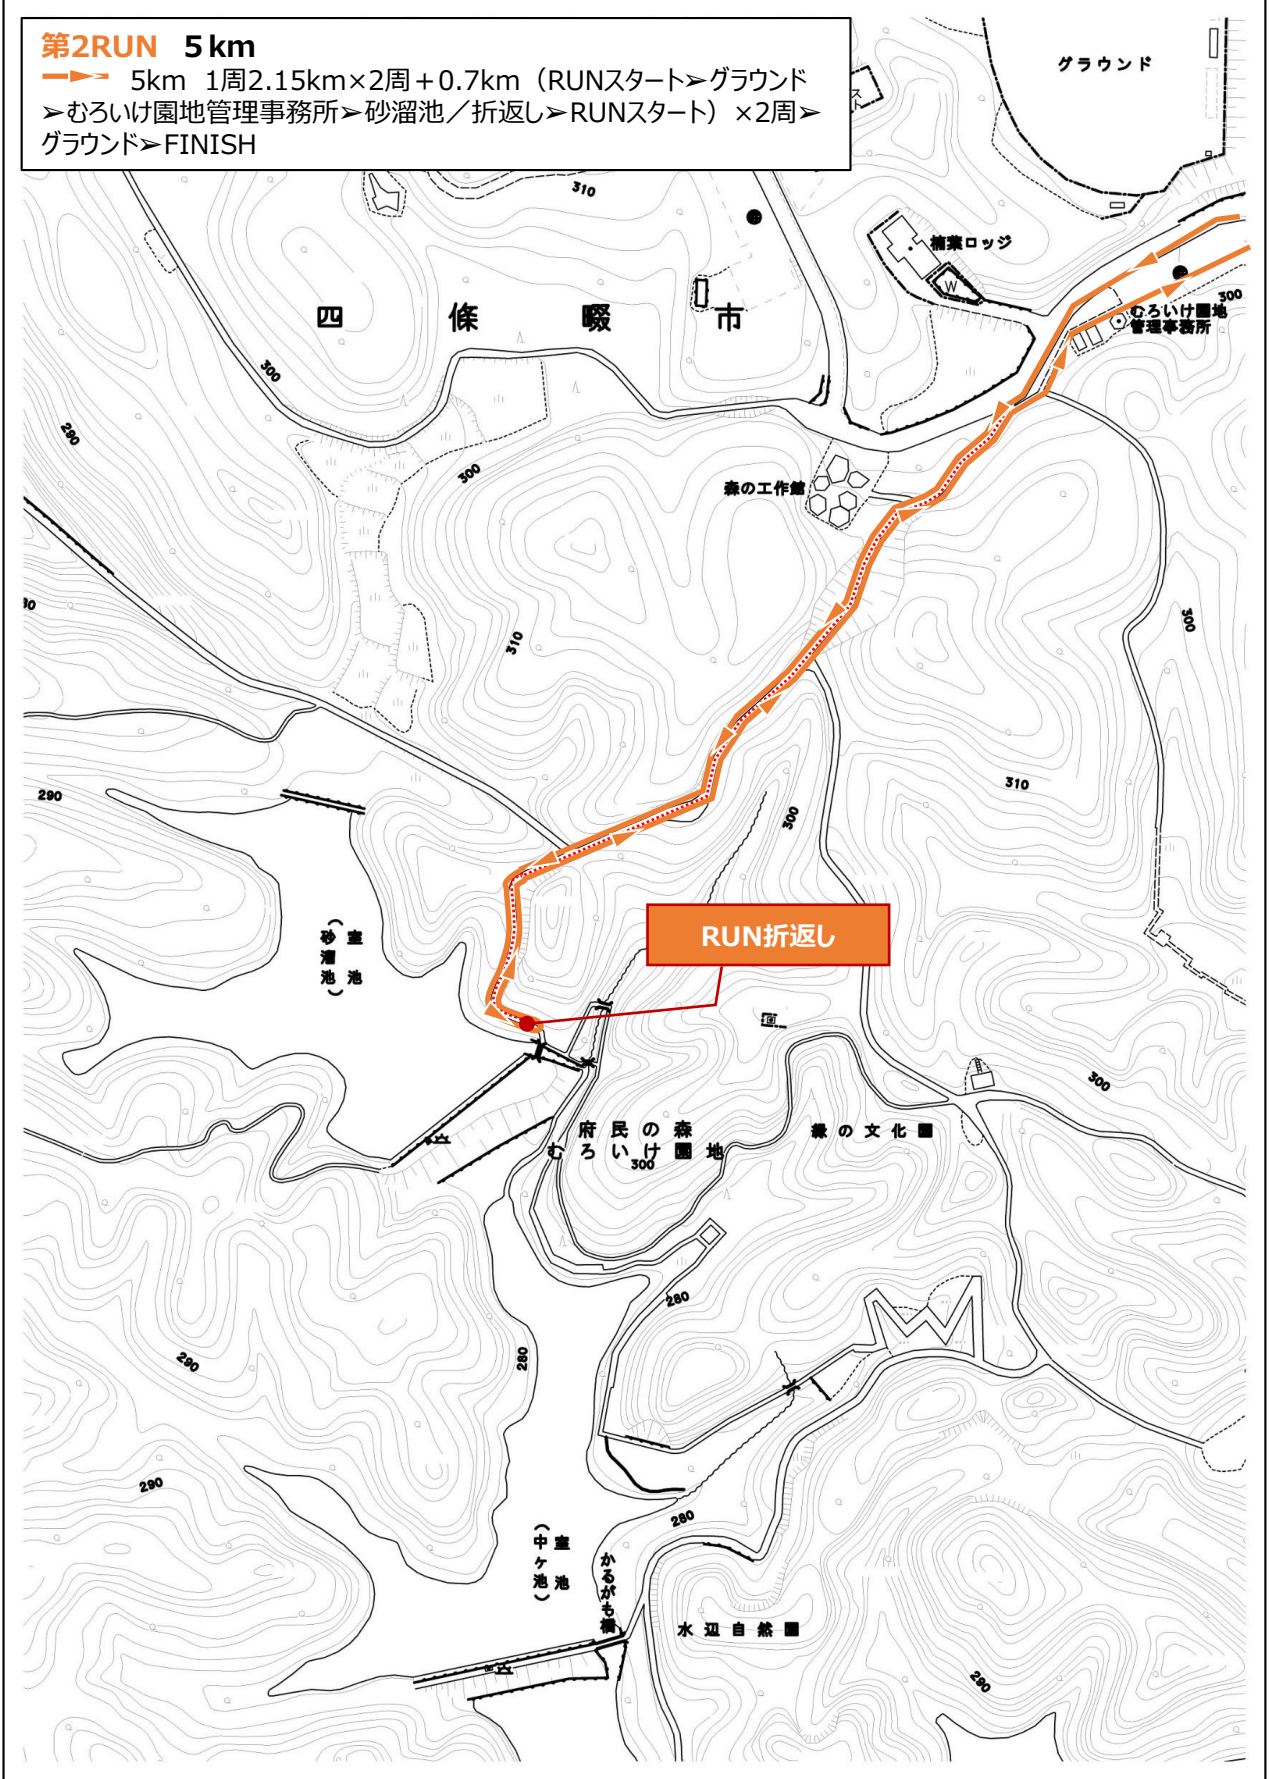 第2RUN 5km
5km 1周2.15km×2周＋0.7km（RUNスタート➢グラウンド
➢むろいけ園地管理事務所➢砂溜池／折返し➢RUNスタート）×2周➢
グラウンド➢FINISH
グラウンド
スト
310
楠葉ロッジ
W
300
むろいけ園地
管理事務所
四條畷市
300
290
300
森の工作館
30
310
300
290
310
300
室池
（砂溜池）
RUN折返し
300
府民の森
むろいけ園地
300
緑の文化園
280
280
290
290
280
室池
（中ヶ池）
かるがも橋
水辺自然園
290